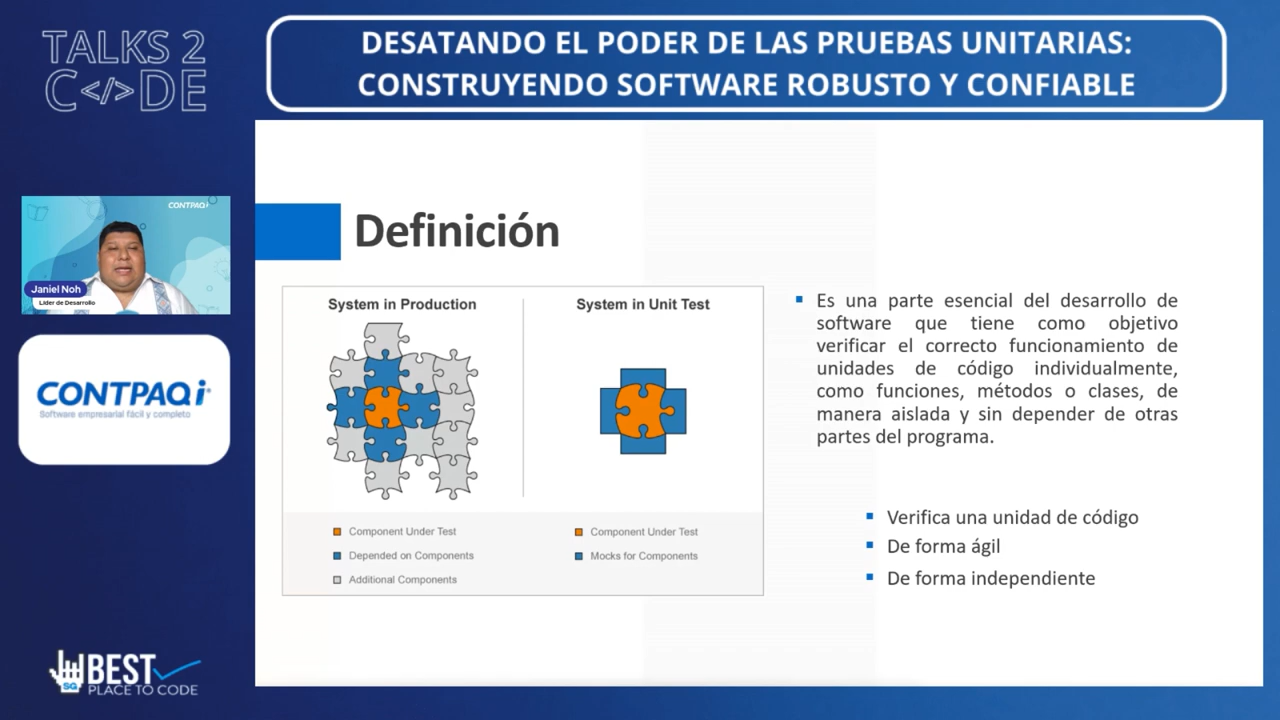 TALKS 2
C</>DE
DESATANDO EL PODER DE LAS PRUEBAS UNITARIAS:
CONSTRUYENDO SOFTWARE ROBUSTO Y CONFIABLE
CONTPAQi
Janiel Noh
Líder de Desarrollo
CONTPAQi®
Software empresarial fácil y completo
SG
BEST
PLACE TO CODE
Definición
System in Production
System in Unit Test
Component Under Test
Depended on Components
Additional Components
Component Under Test
Mocks for Components
Es una parte esencial del desarrollo de
software que tiene como objetivo
verificar el correcto funcionamiento de
unidades de código individualmente,
como funciones, métodos o clases, de
manera aislada y sin depender de otras
partes del programa.
Verifica una unidad de código
De forma ágil
De forma independiente